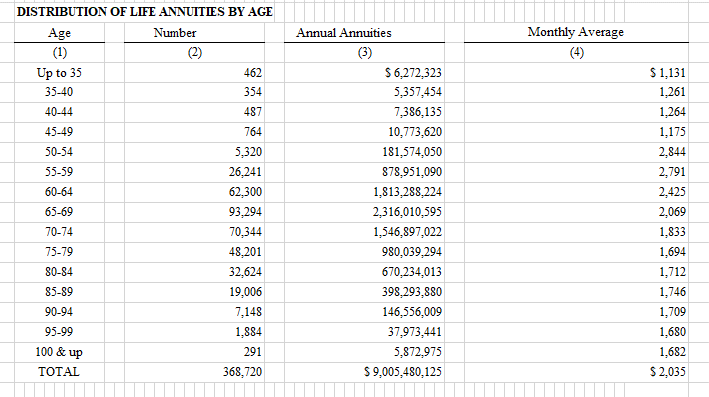 DISTRIBUTION OF LIFE ANNUITIES BY AGE
Age Number Annual Annuities Monthly Average
(1) (2) (3) (4)
Up to 35 462 $ 6,272,323 $ 1,131
35-40 354 5,357,454 1,261
40-44 487 7,386,135 1,264
45-49 764 10,773,620 1,175
50-54 5,320 181,574,050 2,844
55-59 26,241 878,951,090 2,791
60-64 62,300 1,813,288,224 2,425
65-69 93,294 2,316,010,595 2,069
70-74 70,344 1,546,897,022 1,833
75-79 48,201 980,039,294 1,694
80-84 32,624 670,234,013 1,712
85-89 19,006 398,293,880 1,746
90-94 7,148 146,556,009 1,709
95-99 1,884 37,973,441 1,680
100 & up 291 5,872,975 1,682
TOTAL 368,720 $ 9,005,480,125 $ 2,035